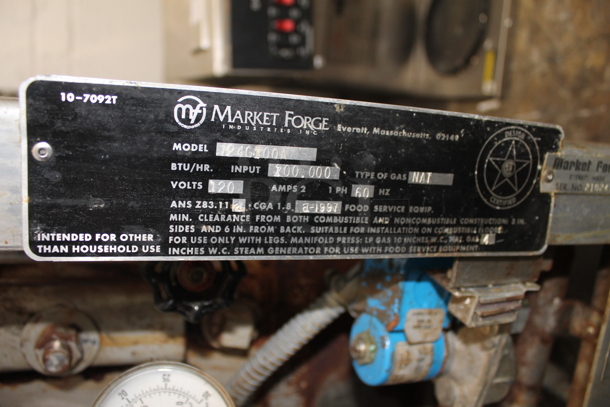 10-7092T
MARKET FORGE
INDUSTRIES INC.
Everett, Massachusetts, 02149
MODEL
BTU/HR. INPUT 200,000 TYPE OF GAS NAT
VOLTS 120 AMPS 2 1 PH 60 HZ
ANS Z83.11 CGA 1.8 FOOD SERVICE EQUIP.
MIN. CLEARANCE FROM BOTH COMBUSTIBLE AND NONCOMBUSTIBLE CONSTRUCTION: 3 IN.
SIDES AND 6 IN. FROM BACK. SUITABLE FOR INSTALLATION ON COMBUSTIBLE FLOORS.
FOR USE ONLY WITH LEGS. MANIFOLD PRESS: LP GAS 10 INCHES W.C, NAT. GAS 4
INCHES W.C. STEAM GENERATOR FOR USE WITH FOOD SERVICE EQUIPMENT.
INTENDED FOR OTHER
THAN HOUSEHOLD USE
DESIGN
CERTIFIED
Market Forge